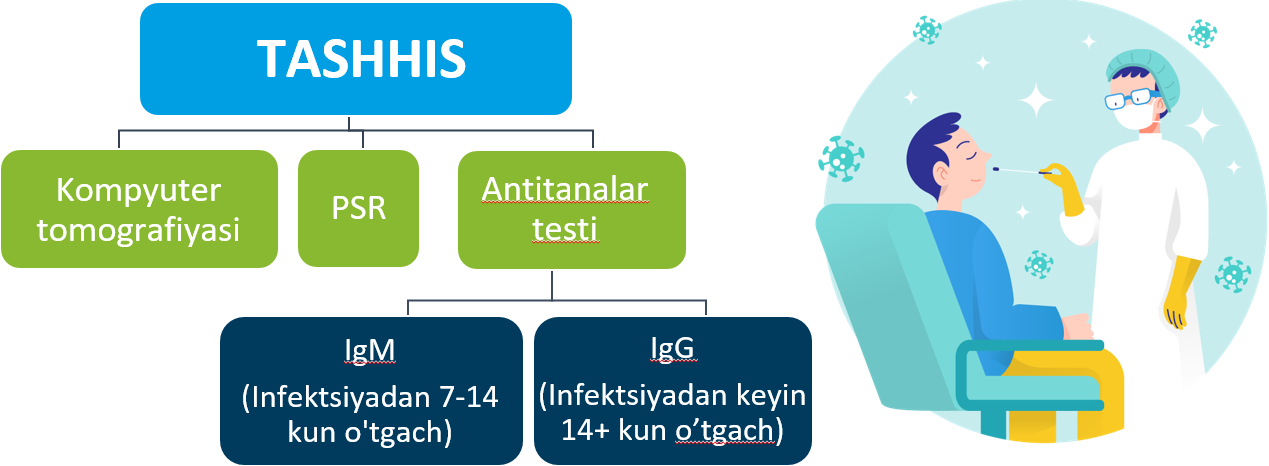 TASHHIS
Kompyuter
tomografiyasi
PSR
Antitanalar
testi
IgM
(Infektsiyadan 7-14
kun o'tgach)
IgG
(Infektsiyadan keyin
14+ kun o’tgach)